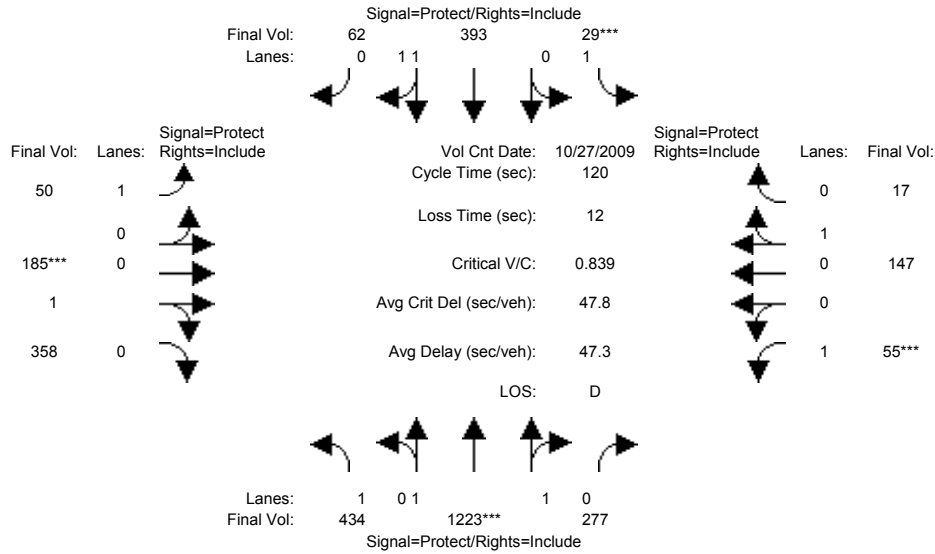 Signal=Protect/Rights=Include
Final Vol: 62 393 29***
Lanes: 0 1 1 0 1
Signal=Protect Signal=Protect
Final Vol: Lanes: Rights=Include Vol Cnt Date: 10/27/2009 Rights=Include Lanes: Final Vol:
Cycle Time (sec): 120
50 1 0 17
Loss Time (sec): 12
0 1
185*** 0 Critical V/C: 0.839 0 147
1 Avg Crit Del (sec/veh): 47.8 0
358 0 Avg Delay (sec/veh): 47.3 1 55***
LOS: D
Lanes: 1 0 1 1 0
Final Vol: 434 1223*** 277
Signal=Protect/Rights=Include